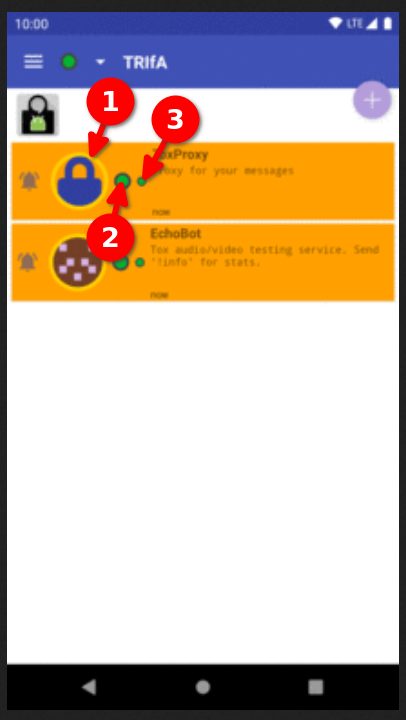 10:00
LTE
TRIfA
1
3
ToxProxy
Proxy for your messages
now
2
EchoBot
Tox audio/video testing service. Send
'!info' for stats.
now